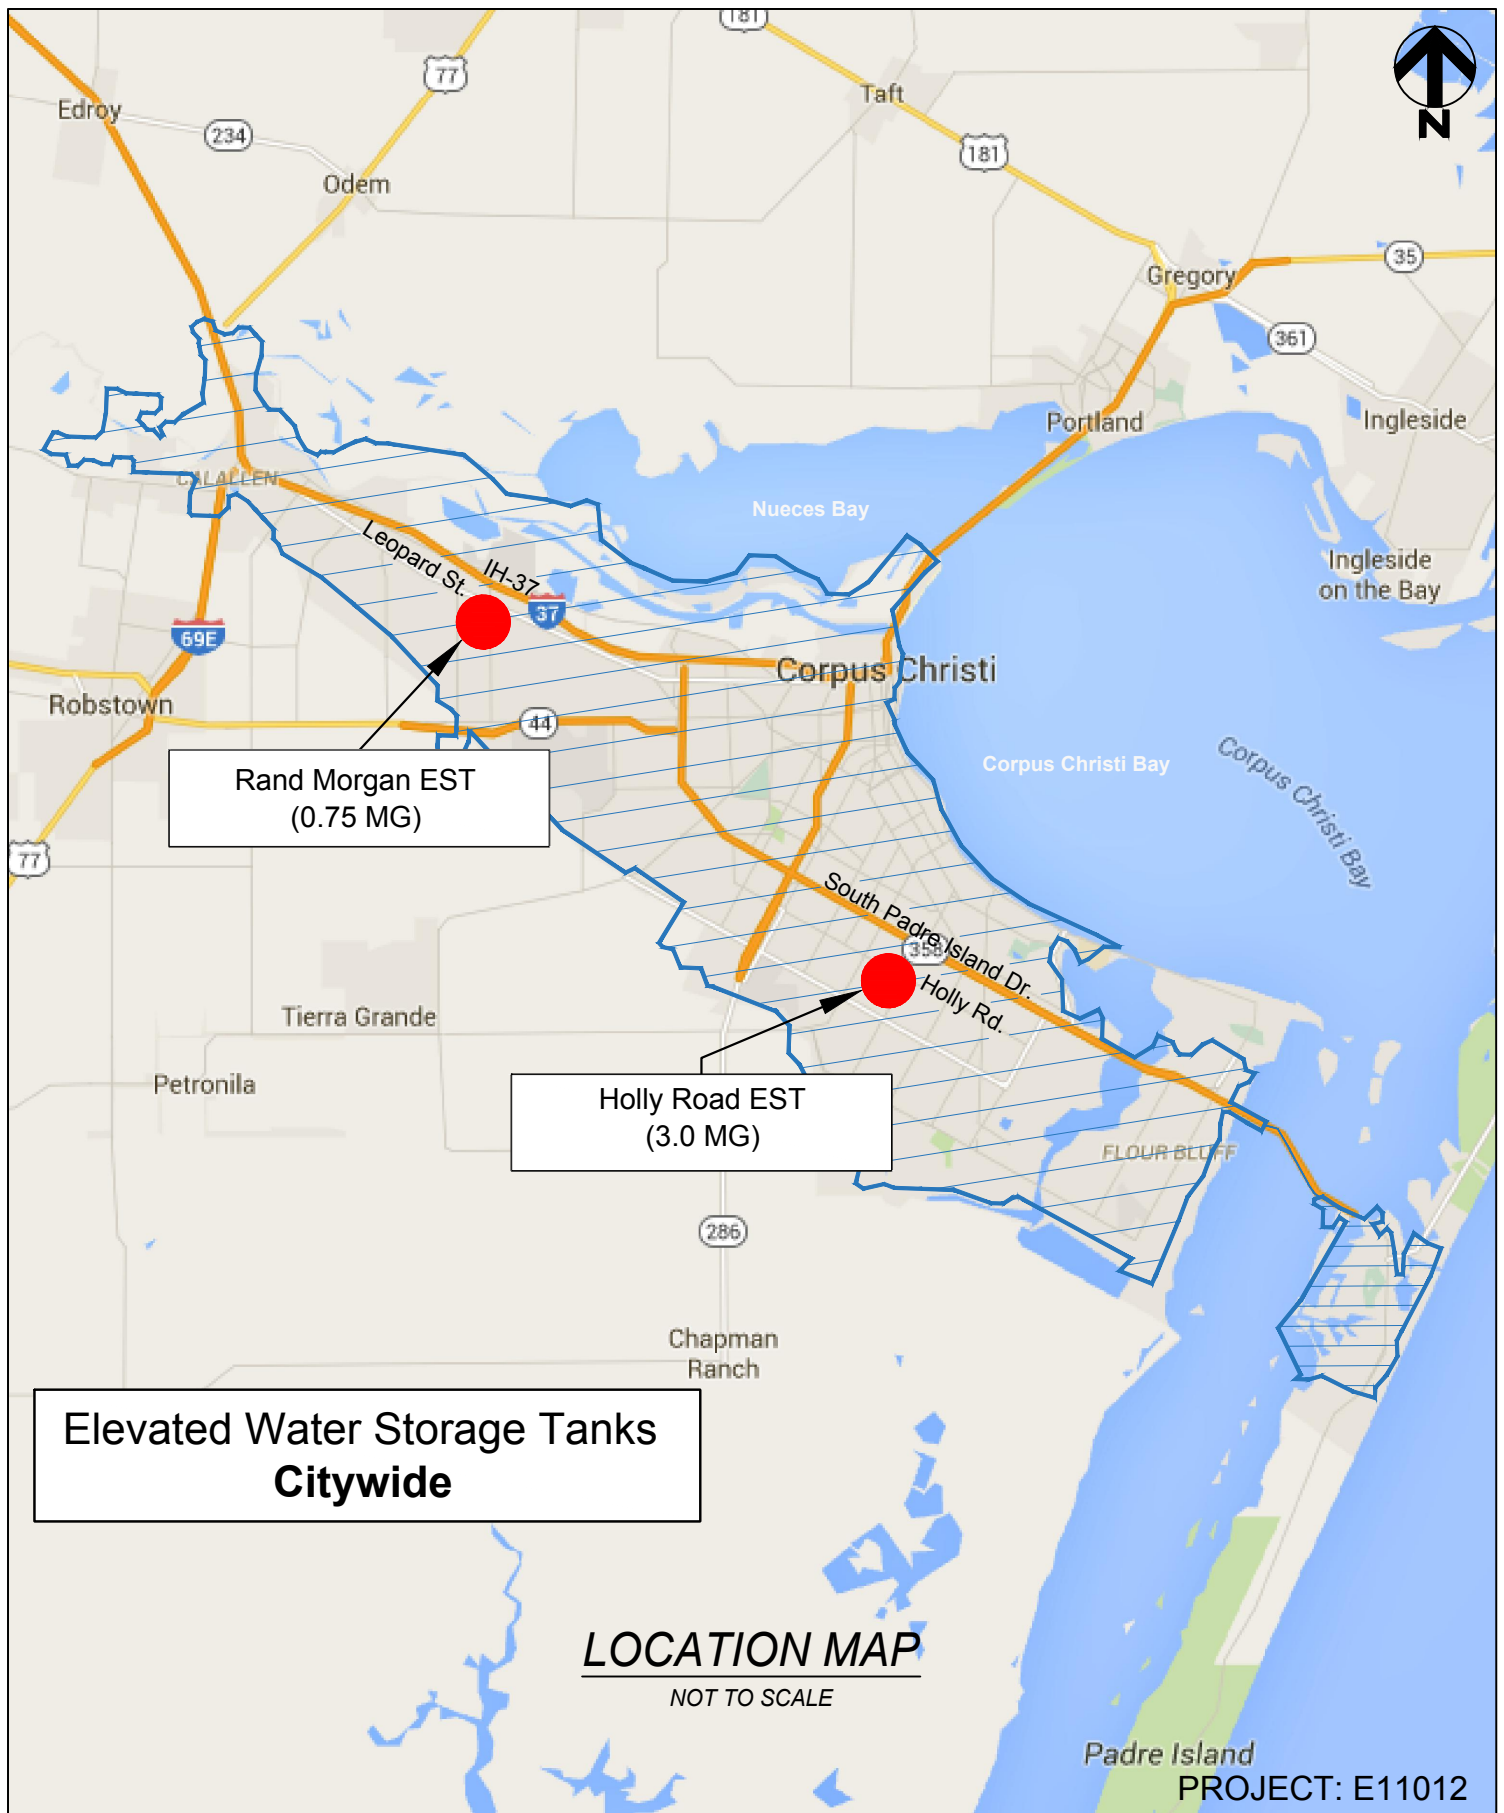 181
77
Edroy
Taft
234
181
Odem
N
Gregory
35
361
Portland
Ingleside
CALALLEN
Nueces Bay
Leopard St.
IH-37
37
Ingleside
on the Bay
69E
Corpus Christi
Robstown
44
Corpus Christi Bay
Corpus Christi Bay
Rand Morgan EST
(0.75 MG)
77
South Padre Island Dr.
358
Holly Rd.
Tierra Grande
Petronila
Holly Road EST
(3.0 MG)
FLOUR BLUFF
286
Chapman
Ranch
Elevated Water Storage Tanks
Citywide
LOCATION MAP
NOT TO SCALE
Padre Island
PROJECT: E11012